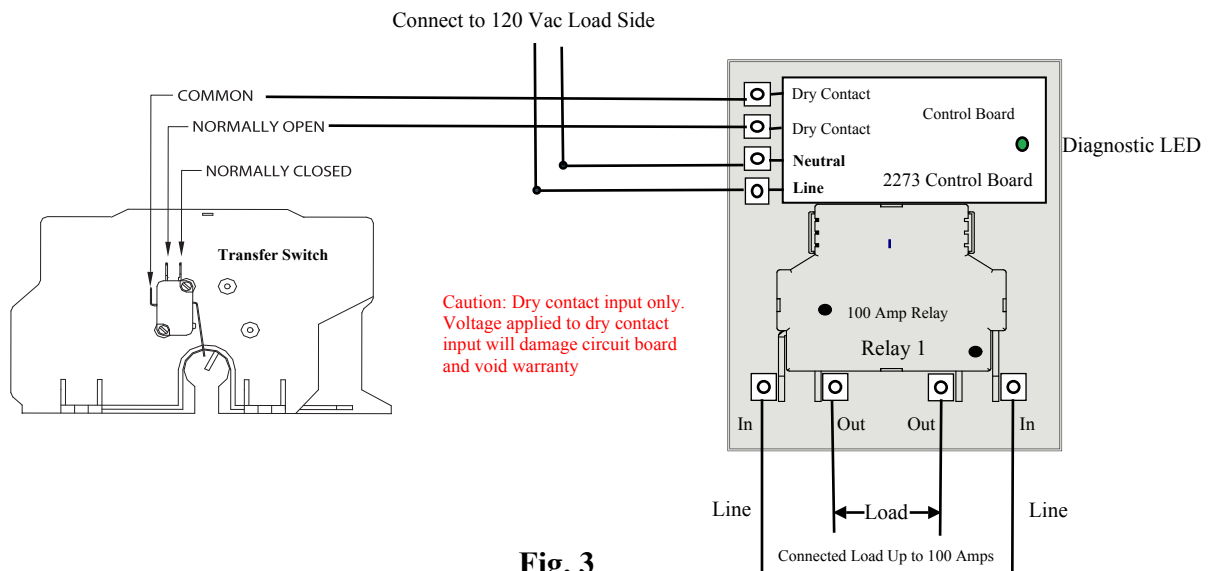 Connect to 120 Vac Load Side
COMMON
NORMALLY OPEN
NORMALLY CLOSED
Transfer Switch
Caution: Dry contact input only.
Voltage applied to dry contact
input will damage circuit board
and void warranty
Dry Contact
Dry Contact
Neutral
Line
Control Board
2273 Control Board
Diagnostic LED
100 Amp Relay
Relay 1
In
Out
Out
In
Line
Load
Line
Connected Load Up to 100 Amps
Fig. 3